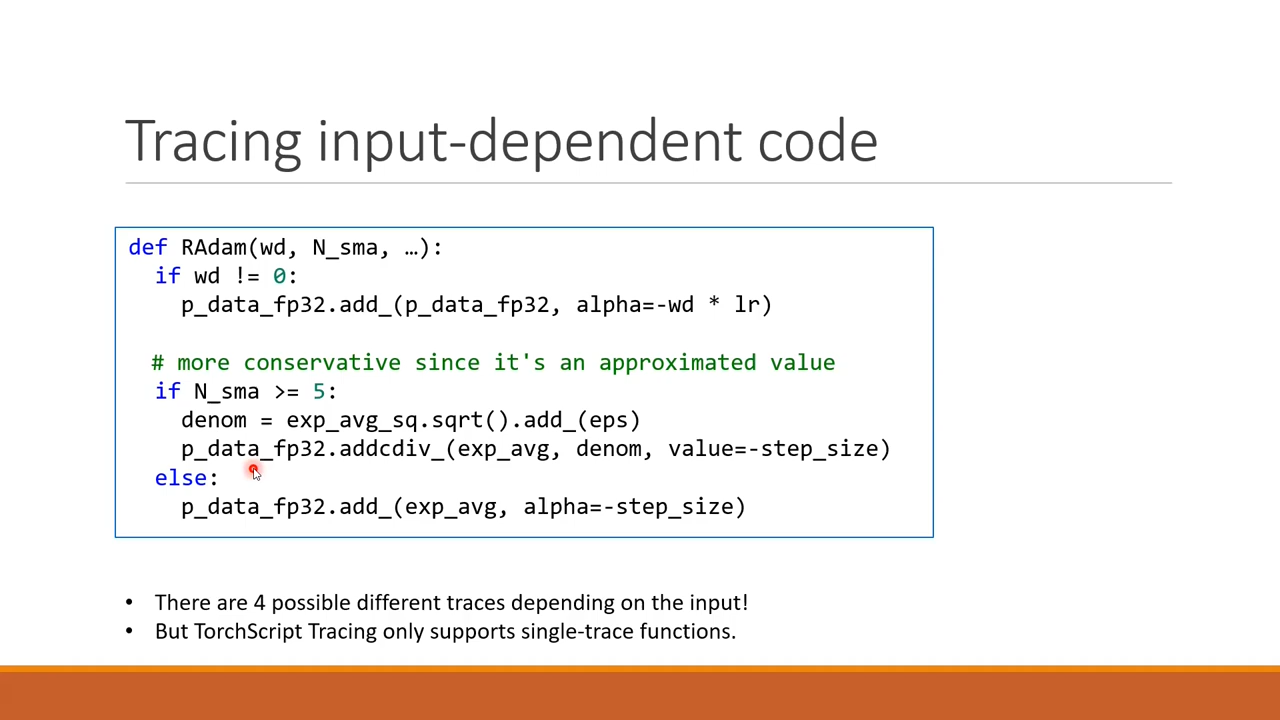 Tracing input-dependent code
def RAdam(wd, N_sma, …):
if wd != 0:
p_data_fp32.add_(p_data_fp32, alpha=-wd * lr)
# more conservative since it's an approximated value
if N_sma >= 5:
denom = exp_avg_sq.sqrt().add_(eps)
p_data_fp32.addcdiv_(exp_avg, denom, value=-step_size)
else:
p_data_fp32.add_(exp_avg, alpha=-step_size)
• There are 4 possible different traces depending on the input!
• But TorchScript Tracing only supports single-trace functions.